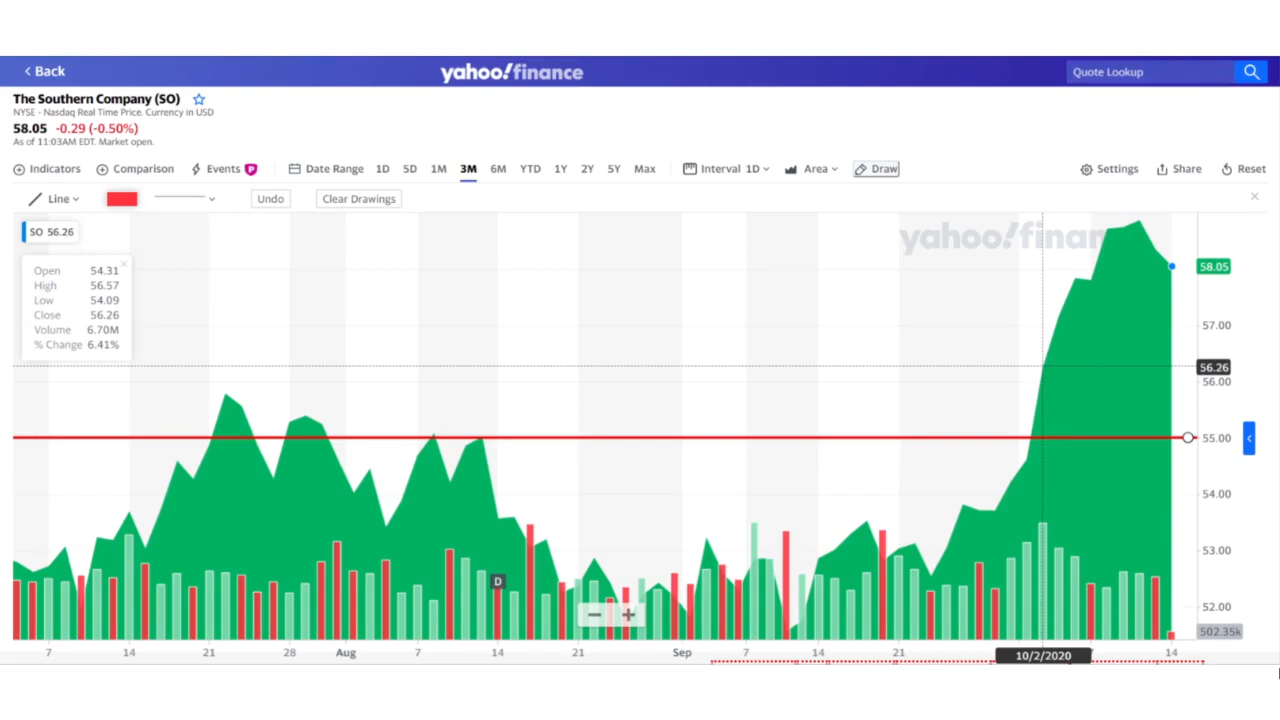 Back
yahoo!finance
Quote Lookup
The Southern Company (SO)
NYSE - Nasdaq Real Time Price. Currency in USD
58.05 -0.29 (-0.50%)
As of 11:03AM EDT. Market open.
Indicators Comparison Events P Date Range 1D 5D 1M 3M 6M YTD 1Y 2Y 5Y Max Interval 1D Area Draw Settings Share Reset
Line Undo Clear Drawings
SO 56.26
yahoo!finan
Open 54.31
High 56.57
Low 54.09
Close 56.26
Volume 6.70M
% Change 6.41%
58.05
57.00
56.26
56.00
55.00
54.00
53.00
52.00
502.35k
D
7 14 21 28 Aug 7 14 21 Sep 7 14 21 10/2/2020 14